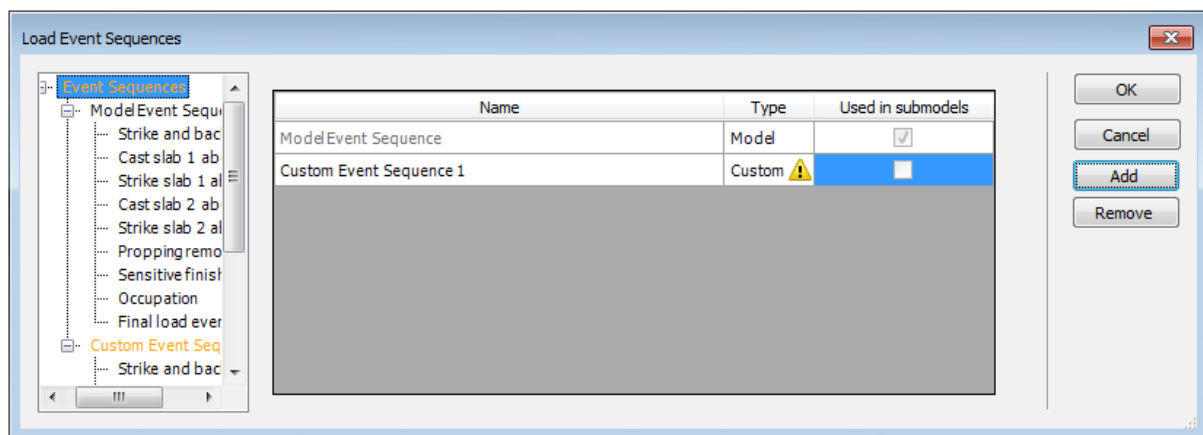 Load Event Sequences
Event Sequences
Model Event Seque
Strike and bac
Cast slab 1 ab
Strike slab 1 al
Cast slab 2 ab
Strike slab 2 al
Propping remo
Sensitive finish
Occupation
Final load even
Custom Event Seq
Strike and bac
Name Type Used in submodels
Model Event Sequence Model
Custom Event Sequence 1 Custom
OK
Cancel
Add
Remove